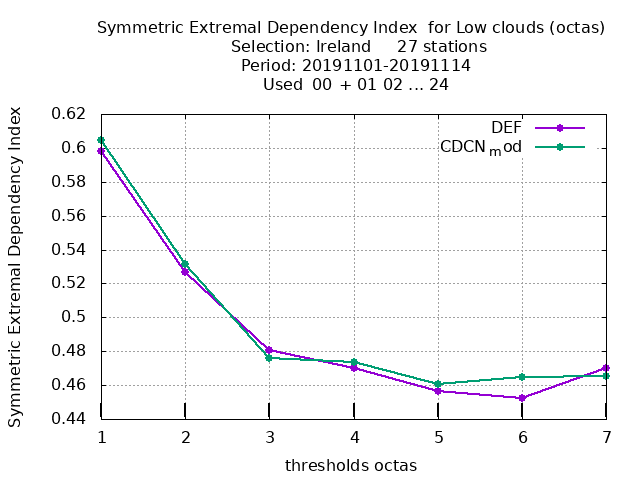 Symmetric Extremal Dependency Index for Low clouds (octas)
Selection: Ireland 27 stations
Period: 20191101-20191114
Used 00 + 01 02 ... 24
Symmetric Extremal Dependency Index
0.62
0.6
0.58
0.56
0.54
0.52
0.5
0.48
0.46
0.44
DEF
CDCNmod
1 2 3 4 5 6 7
thresholds octas